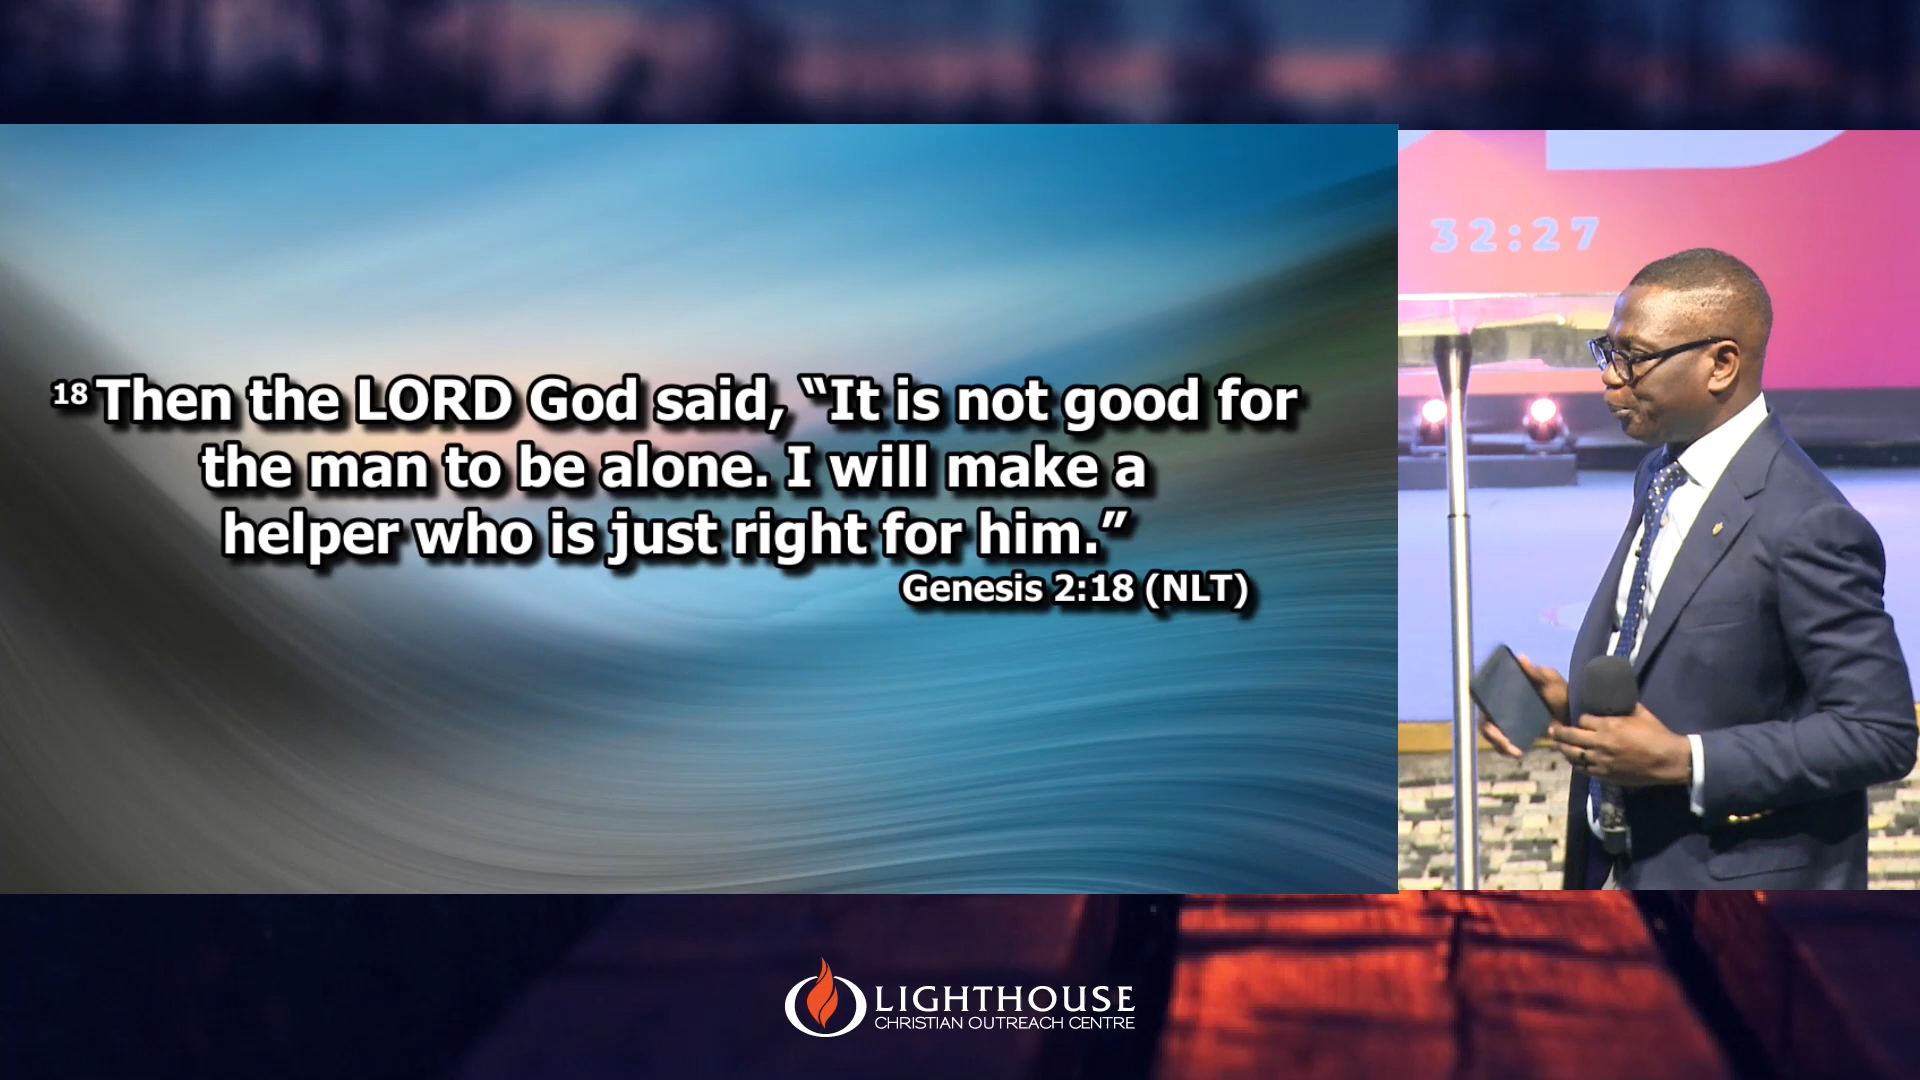 18 Then the LORD God said, “It is not good for
the man to be alone. I will make a
helper who is just right for him.”
Genesis 2:18 (NLT)
32:27
LIGHTHOUSE
CHRISTIAN OUTREACH CENTRE